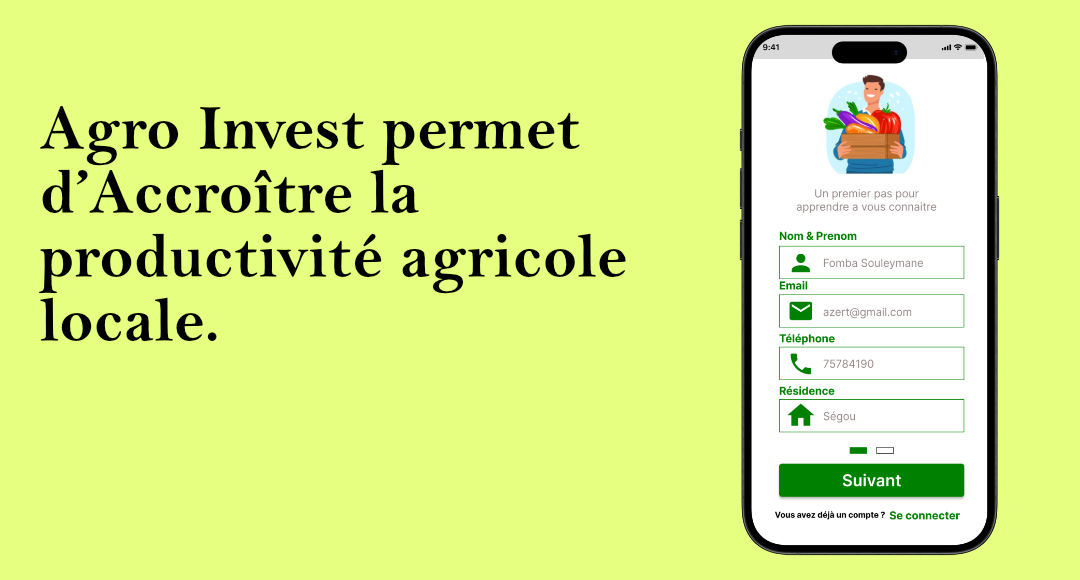 Agro Invest permet
d’Accroître la
productivité agricole
locale.
9:41
Un premier pas pour
apprendre a vous connaitre
Nom & Prenom
Fomba Souleymane
Email
azert@gmail.com
Téléphone
75784190
Résidence
Ségou
Suivant
Vous avez déjà un compte ? Se connecter